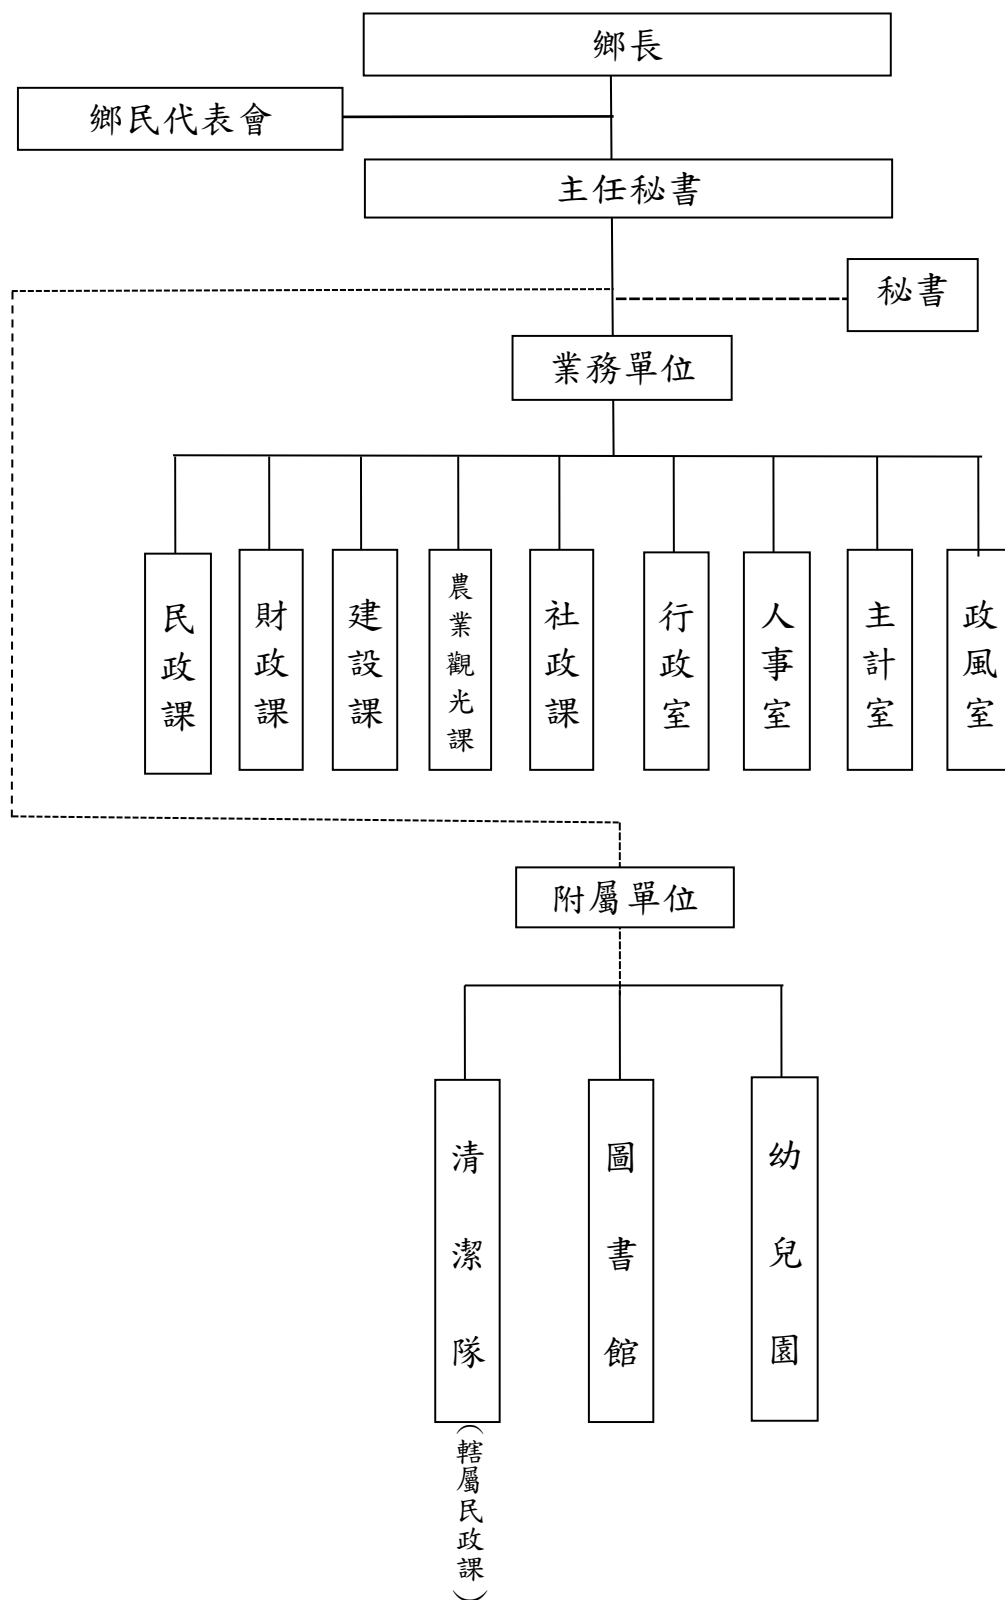 鄉長
鄉民代表會
主任秘書
秘書
業務單位
民政課
財政課
建設課
農業觀光課
社政課
行政室
人事室
主計室
政風室
附屬單位
清潔隊
(轄屬民政課)
圖書館
幼兒園